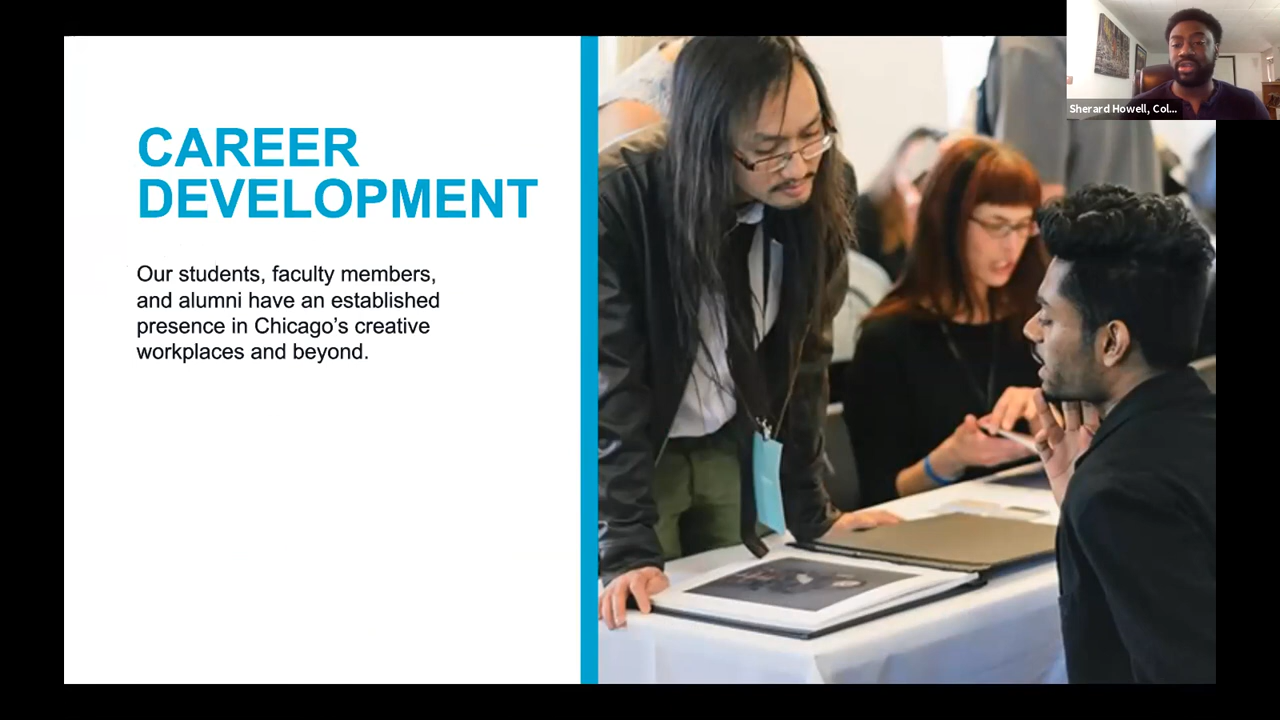 CAREER
DEVELOPMENT
Our students, faculty members,
and alumni have an established
presence in Chicago’s creative
workplaces and beyond.
Sherard Howell, Col...